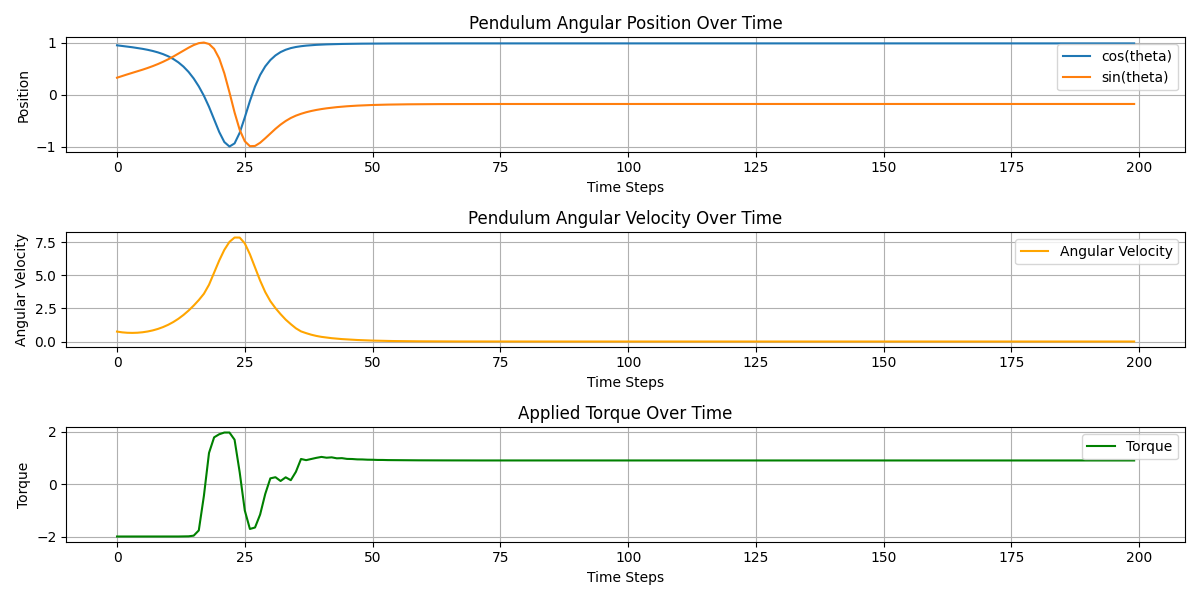 Pendulum Angular Position Over Time
1
0
−1
Position
cos(theta)
sin(theta)
0 25 50 75 100 125 150 175 200
Time Steps
Pendulum Angular Velocity Over Time
7.5
5.0
2.5
0.0
Angular Velocity
Angular Velocity
0 25 50 75 100 125 150 175 200
Time Steps
Applied Torque Over Time
2
0
−2
Torque
Torque
0 25 50 75 100 125 150 175 200
Time Steps